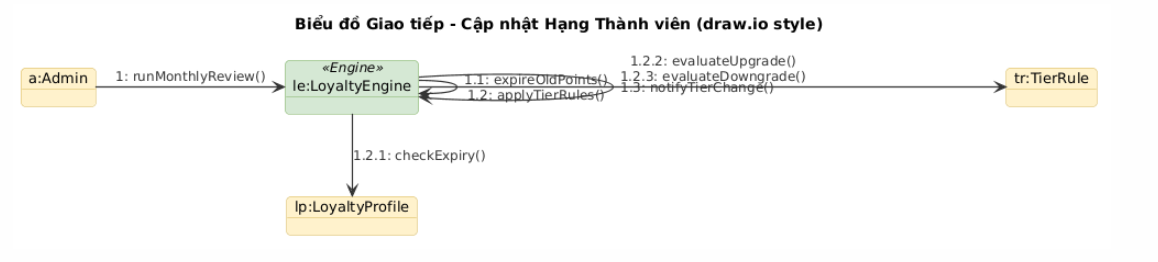 Biểu đồ Giao tiếp - Cập nhật Hạng Thành viên (draw.io style)
a:Admin
1: runMonthlyReview()
«Engine»
le:LoyaltyEngine
1.1: expireOldPoints()
1.2: applyTierRules()
1.2.2: evaluateUpgrade()
1.2.3: evaluateDowngrade()
1.3: notifyTierChange()
tr:TierRule
1.2.1: checkExpiry()
lp:LoyaltyProfile